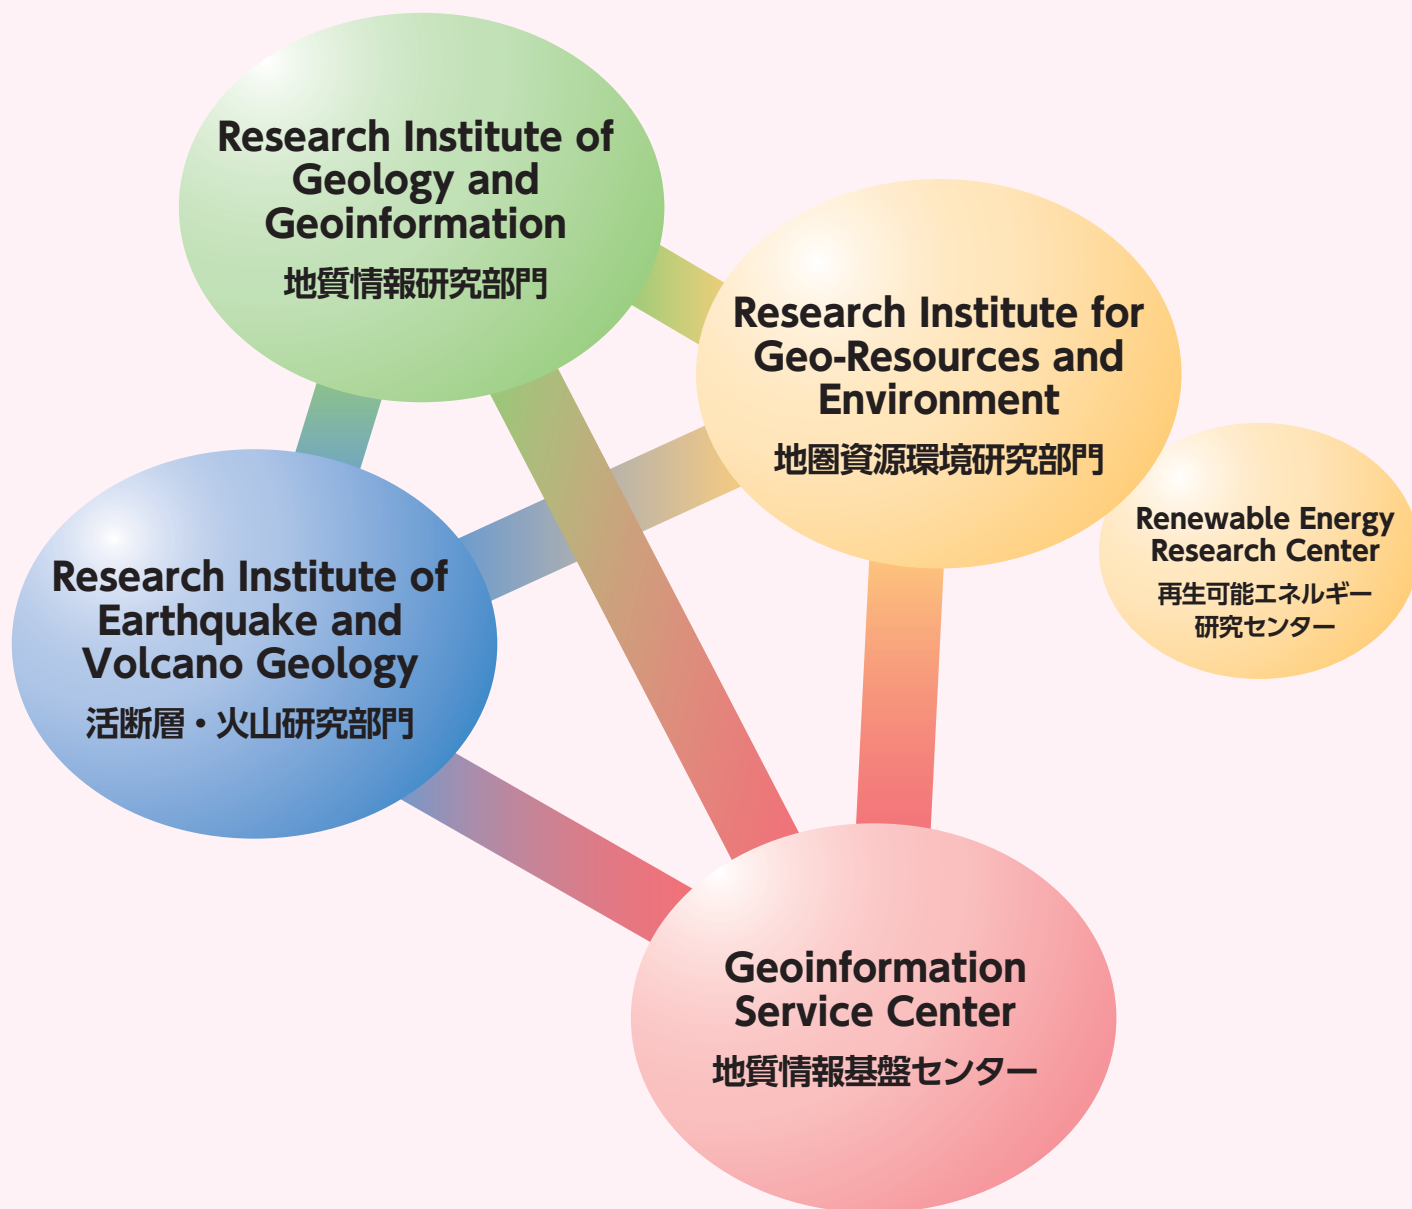 Research Institute of
Geology and
Geoinformation
地質情報研究部門
Research Institute for
Geo-Resources and
Environment
地圏資源環境研究部門
Renewable Energy
Research Center
再生可能エネルギー
研究センター
Research Institute of
Earthquake and
Volcano Geology
活断層・火山研究部門
Geoinformation
Service Center
地質情報基盤センター